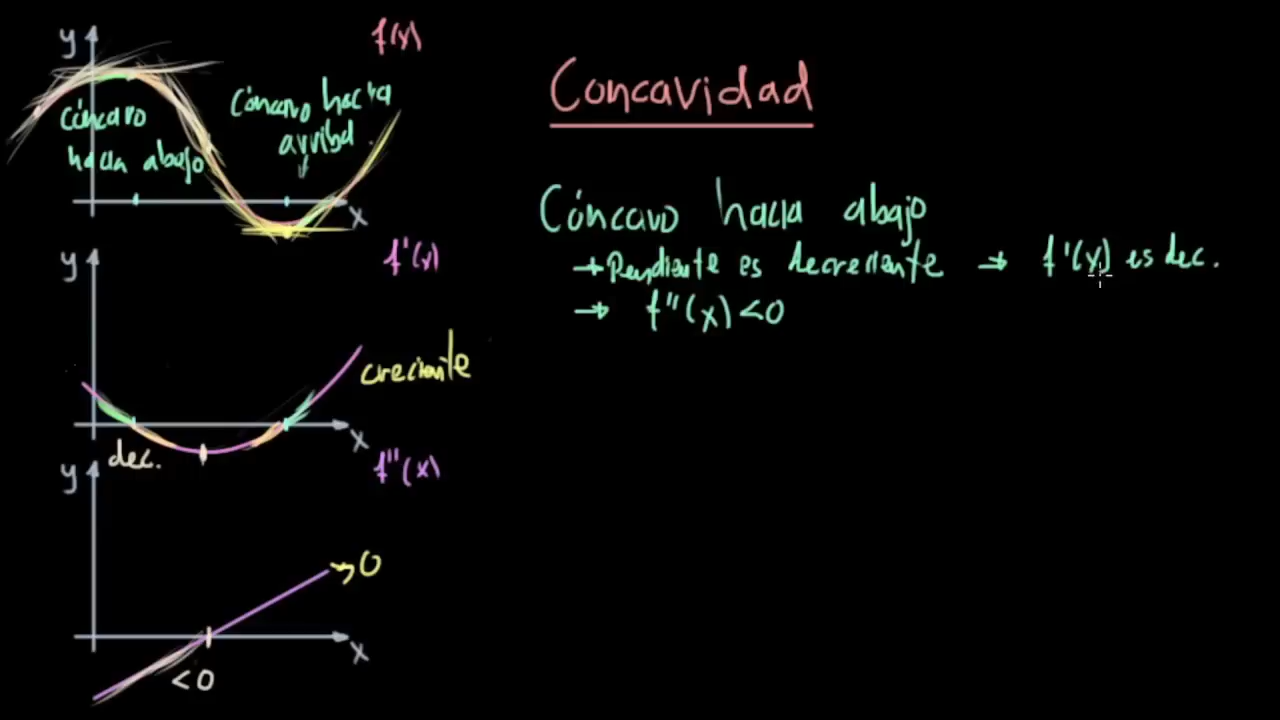 y
f(x)
Cóncavo
hacia abajo
Cóncavo hacia
arriba
x
y
f'(x)
creciente
dec.
x
y
f''(x)
>0
<0
x
Concavidad
Cóncavo hacia abajo
→ Pendiente es decreciente → f'(x) es dec.
→ f''(x) <0